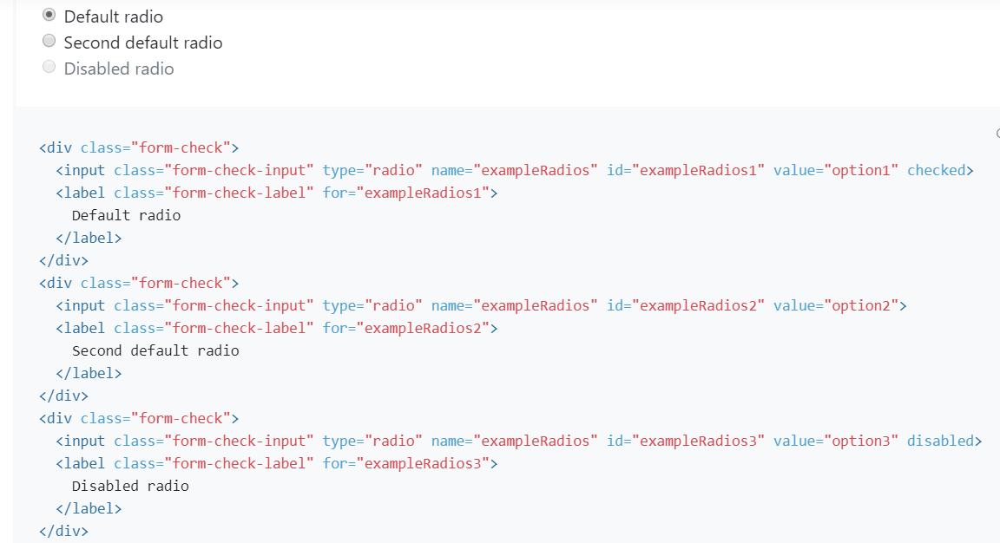 Default radio
Second default radio
Disabled radio
<div class="form-check">
  <input class="form-check-input" type="radio" name="exampleRadios" id="exampleRadios1" value="option1" checked>
  <label class="form-check-label" for="exampleRadios1">
    Default radio
  </label>
</div>
<div class="form-check">
  <input class="form-check-input" type="radio" name="exampleRadios" id="exampleRadios2" value="option2">
  <label class="form-check-label" for="exampleRadios2">
    Second default radio
  </label>
</div>
<div class="form-check">
  <input class="form-check-input" type="radio" name="exampleRadios" id="exampleRadios3" value="option3" disabled>
  <label class="form-check-label" for="exampleRadios3">
    Disabled radio
  </label>
</div>